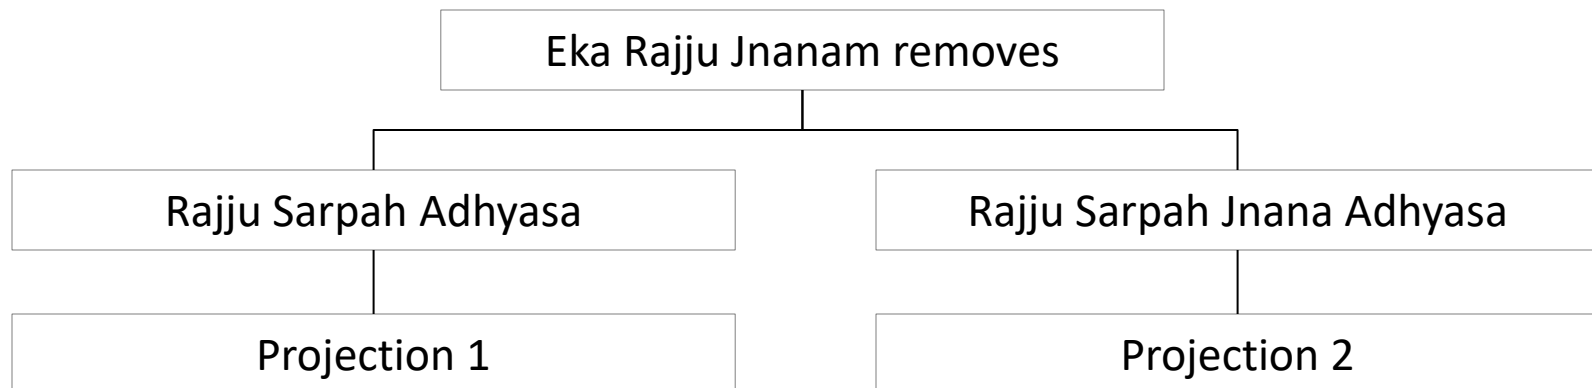 Eka Rajju Jnanam removes
Rajju Sarpah Adhyasa
Rajju Sarpah Jnana Adhyasa
Projection 1
Projection 2